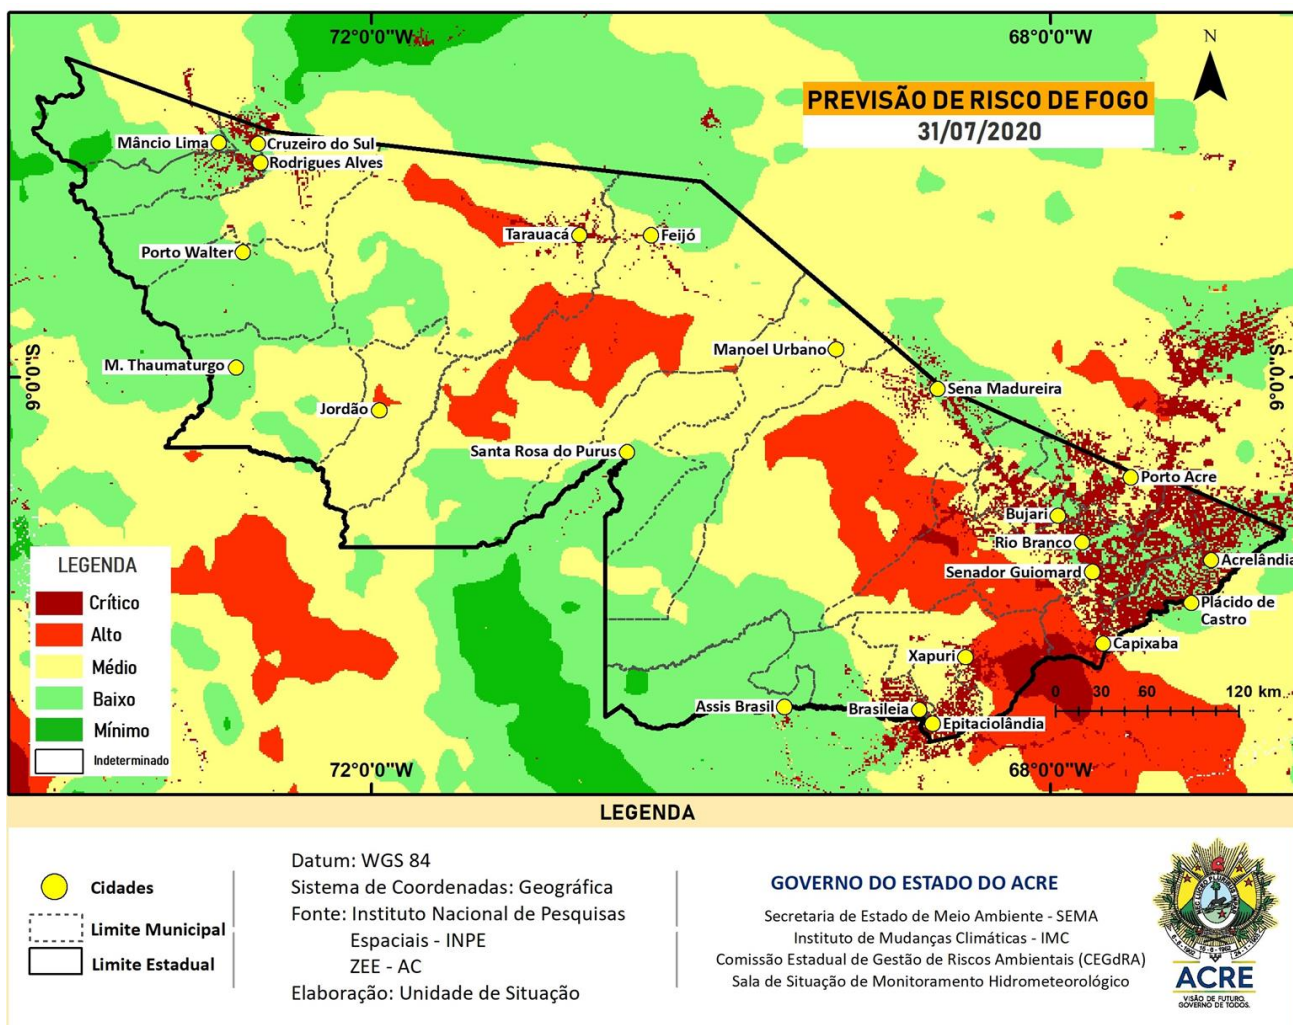 72°0'0"W
68°0'0"W
N
PREVISÃO DE RISCO DE FOGO
31/07/2020
Mâncio Lima
Cruzeiro do Sul
Rodrigues Alves
Porto Walter
Tarauacá
Feijó
M. Thaumaturgo
Jordão
Manoel Urbano
Sena Madureira
Santa Rosa do Purus
Porto Acre
Bujari
Rio Branco
Senador Guiomard
Acrelândia
Plácido de
Castro
Capixaba
Xapuri
Assis Brasil
Brasileia
Epitaciolândia
9°0'0"S
9°0'0"S
0 30 60 120 km
72°0'0"W
68°0'0"W
LEGENDA
Crítico
Alto
Médio
Baixo
Mínimo
Indeterminado
LEGENDA
Cidades
Limite Municipal
Limite Estadual
Datum: WGS 84
Sistema de Coordenadas: Geográfica
Fonte: Instituto Nacional de Pesquisas
Espaciais - INPE
ZEE - AC
Elaboração: Unidade de Situação
GOVERNO DO ESTADO DO ACRE
Secretaria de Estado de Meio Ambiente - SEMA
Instituto de Mudanças Climáticas - IMC
Comissão Estadual de Gestão de Riscos Ambientais (CEGdRA)
Sala de Situação de Monitoramento Hidrometeorológico
ACRE
VISÃO DE FUTURO.
GOVERNO DE TODOS.